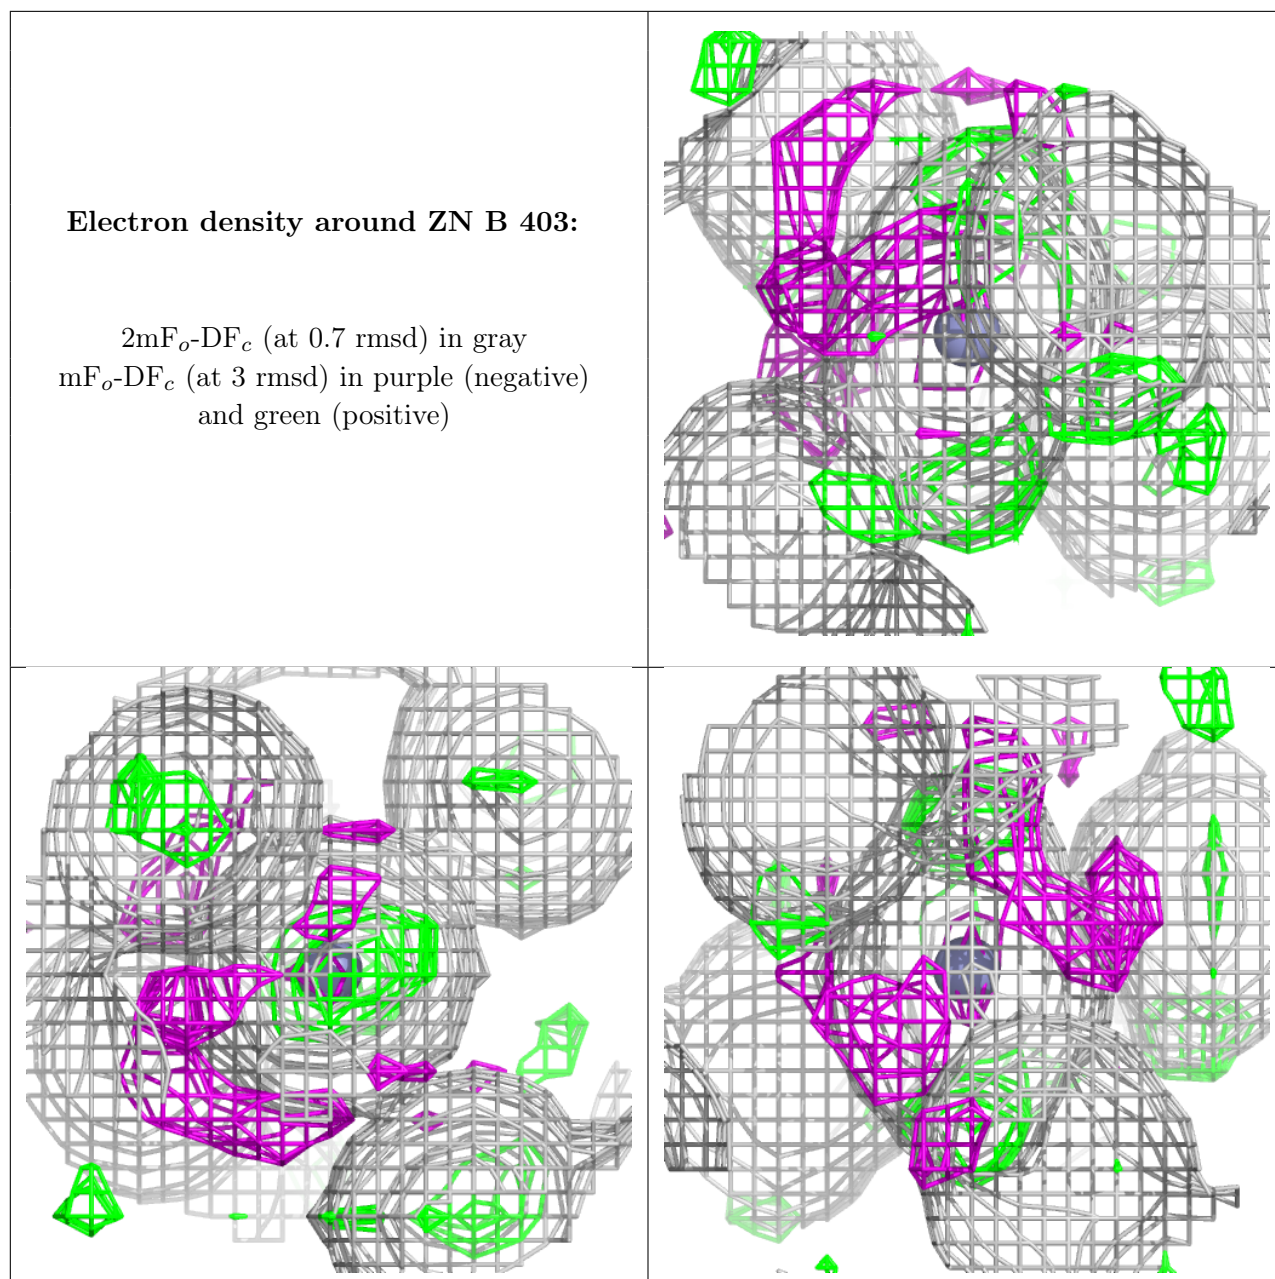 Electron density around ZN B 403:
2mFo-DFc (at 0.7 rmsd) in gray
mFo-DFc (at 3 rmsd) in purple (negative)
and green (positive)